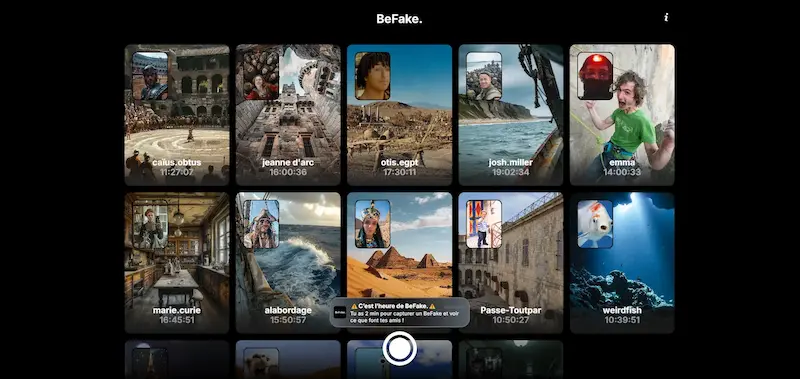 BeFake.
i
caïus.obtus
11:27:07
jeanne d'arc
16:00:36
otis.egpt
17:30:11
josh.miller
19:02:34
emma
14:00:33
marie.curie
16:45:51
alabordage
15:50:57
Passe-Toutpar
10:50:27
weirdfish
10:39:51
BeFake.
⚠️ C'est l'heure de BeFake. ⚠️
Tu as 2 min pour capturer un BeFake et voir
ce que font tes amis !